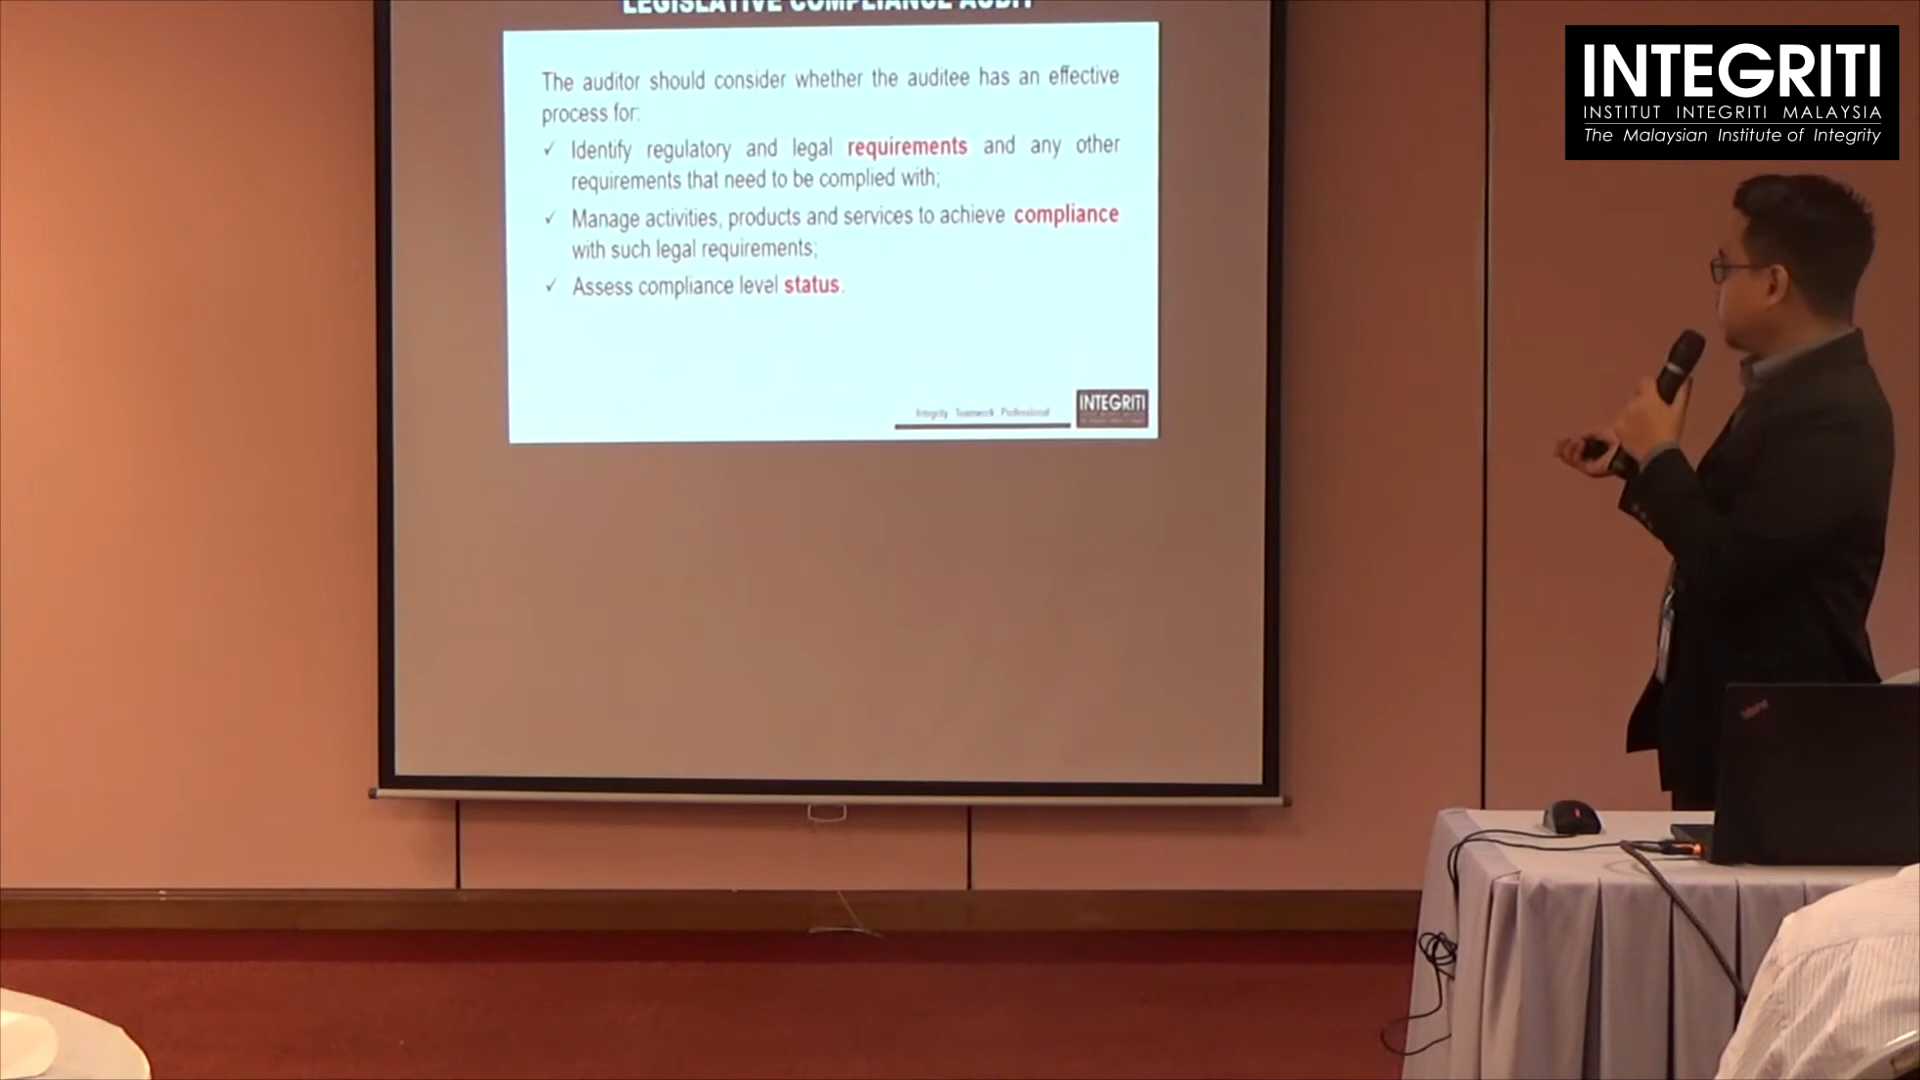 LEGISLATIVE COMPLIANCE AUDIT
The auditor should consider whether the auditee has an effective
process for:
✓ Identify regulatory and legal requirements and any other
requirements that need to be complied with;
✓ Manage activities, products and services to achieve compliance
with such legal requirements;
✓ Assess compliance level status.
Integrity Teamwork Professional
INTEGRITI
INTEGRITI
INSTITUT INTEGRITI MALAYSIA
The Malaysian Institute of Integrity